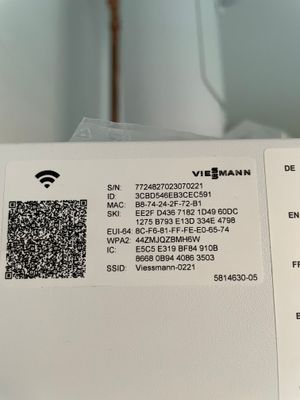 VIESMANN
S/N: 7724827023070221
ID: 3CBD546EB3CEC591
MAC: B8-74-24-2F-72-B1
SKI: EE2F D436 7182 1D49 60DC
1275 B793 E13D 334E 4798
EUI-64: 8C-F6-81-FF-FE-E0-65-74
WPA2: 44ZMJQZBMH6W
IC: E5C5 E319 BF84 910B
8668 0B94 4086 3503
SSID: Viessmann-0221
5814630-05
DE
EN